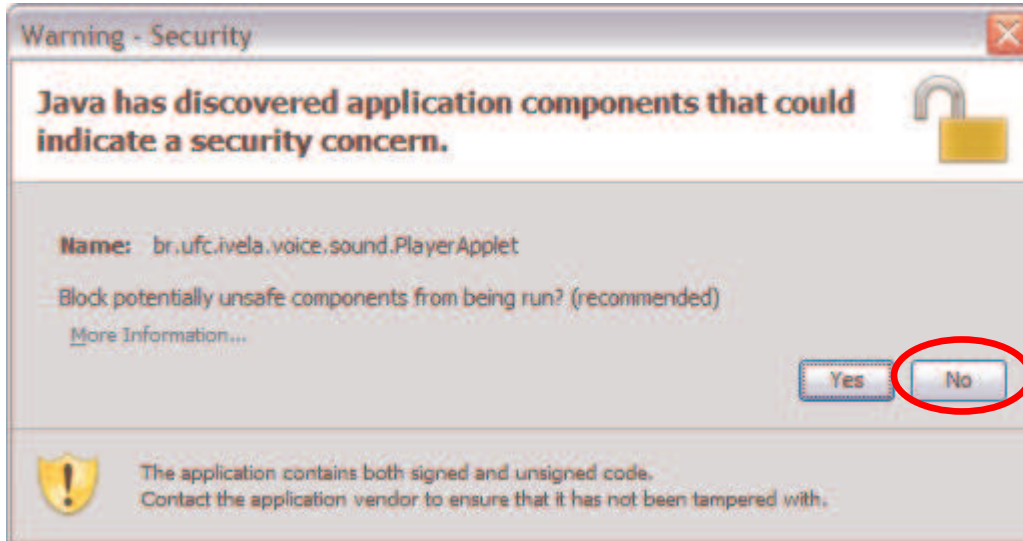 Warning - Security
Java has discovered application components that could
indicate a security concern.
Name: br.ufc.ivela.voice.sound.PlayerApplet
Block potentially unsafe components from being run? (recommended)
More Information...
Yes No
The application contains both signed and unsigned code.
Contact the application vendor to ensure that it has not been tampered with.